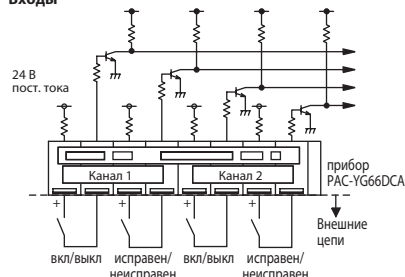 Входы
24 В
пост. тока
Канал 1
Канал 2
прибор
PAC-YG66DCA
+
+
+
+
Внешние
цепи
вкл/выкл
исправен/
неисправен
вкл/выкл
исправен/
неисправен